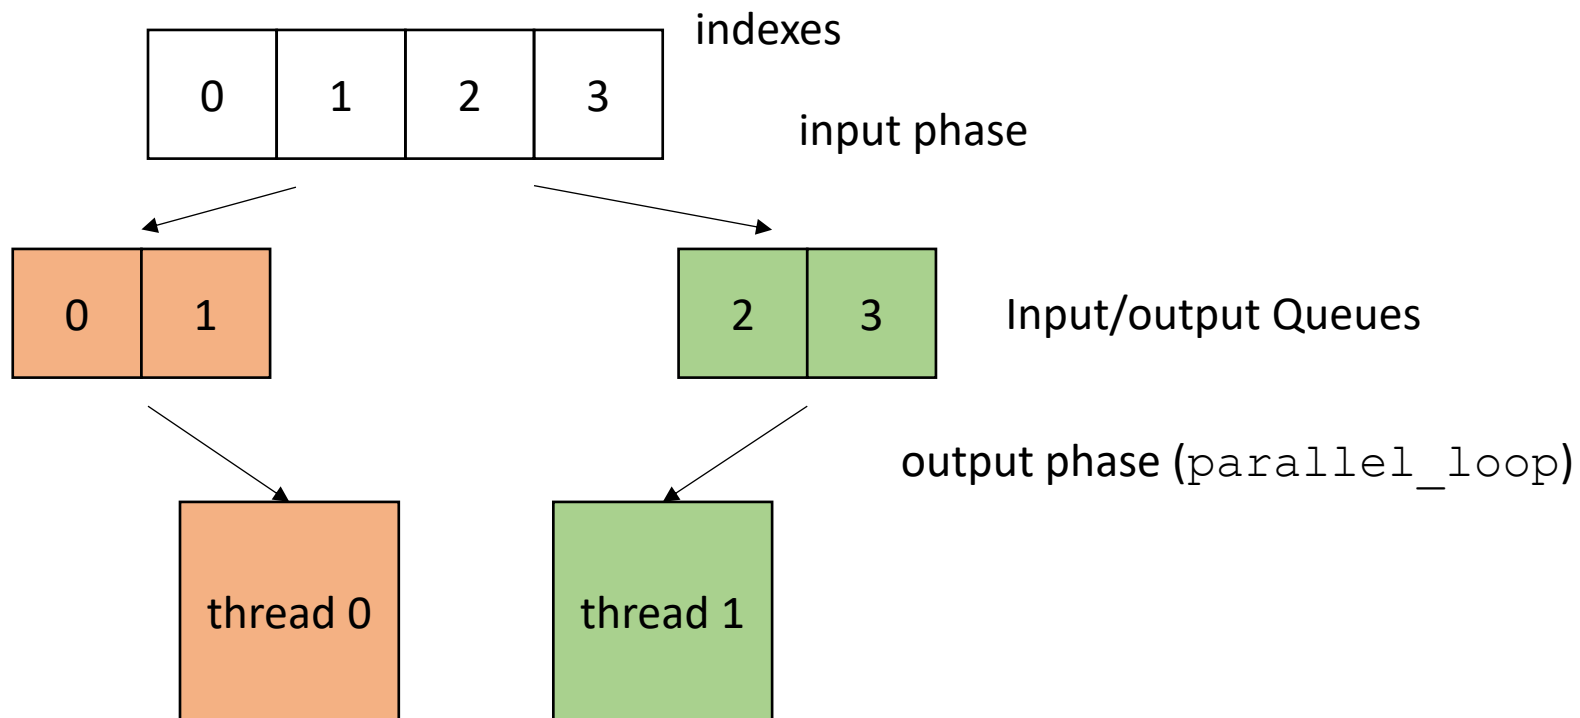 indexes
0 1 2 3
input phase
0 1
2 3
Input/output Queues
output phase (parallel_loop)
thread 0
thread 1